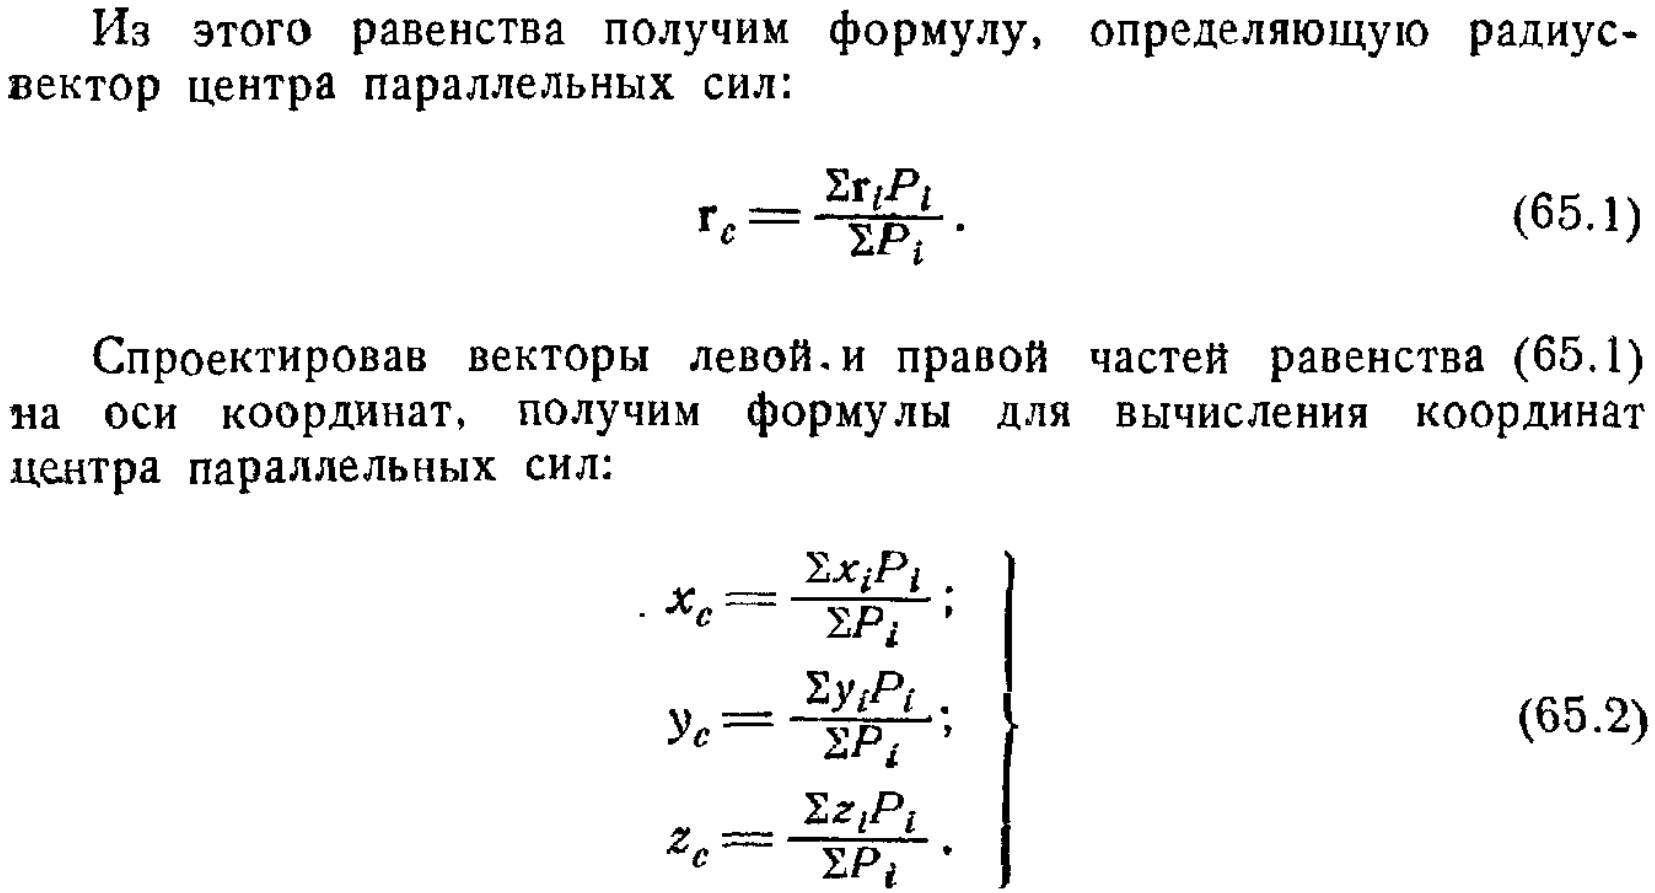 Из этого равенства получим формулу, определяющую радиус-
вектор центра параллельных сил:
r_c = Σr_iP_i / ΣP_i . (65.1)
Спроектировав векторы левой и правой частей равенства (65.1)
на оси координат, получим формулы для вычисления координат
центра параллельных сил:
x_c = Σx_iP_i / ΣP_i ;
y_c = Σy_iP_i / ΣP_i ; (65.2)
z_c = Σz_iP_i / ΣP_i .